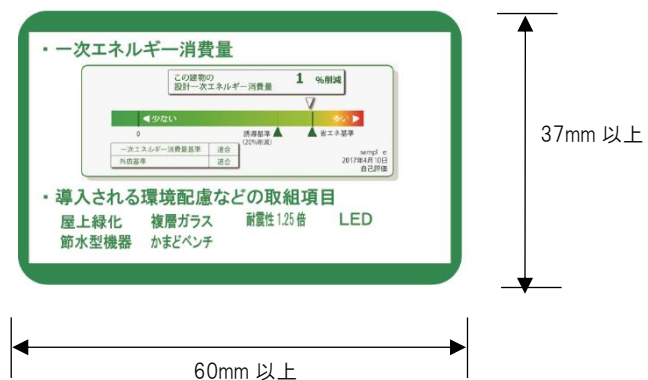 ・一次エネルギー消費量
この建物の
設計一次エネルギー消費量 1 %削減
◀少ない 多い▶
0 誘導基準 省エネ基準
(20%削減)
一次エネルギー消費量基準 適合
外皮基準 適合
sampl e
2017年4月10日
自己評価
・導入される環境配慮などの取組項目
屋上緑化 複層ガラス 耐震性1.25倍 LED
節水型機器 かまどベンチ
37mm 以上
60mm 以上